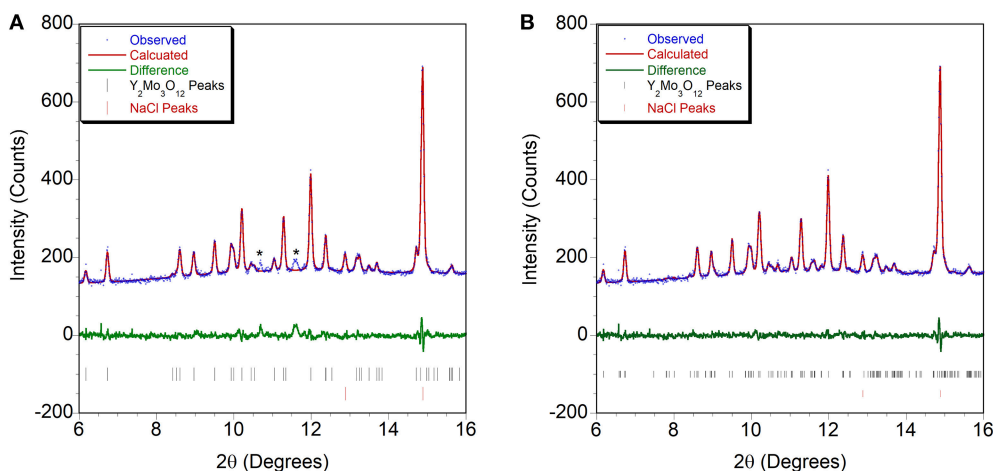 A
800
600
400
200
0
-200
Intensity (Counts)
Observed
Calcuated
Difference
Y2Mo3O12 Peaks
NaCl Peaks
*
*
6 8 10 12 14 16
2θ (Degrees)
B
800
600
400
200
0
-200
Intensity (Counts)
Observed
Calculated
Difference
Y2Mo3O12 Peaks
NaCl Peaks
6 8 10 12 14 16
2θ (Degrees)